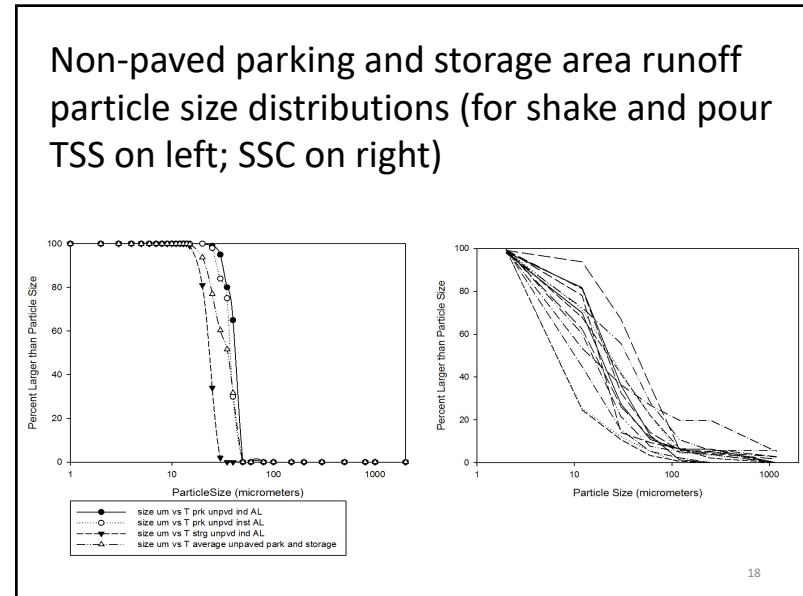 Non-paved parking and storage area runoff
particle size distributions (for shake and pour
TSS on left; SSC on right)
Percent Larger than Particle Size
100
80
60
40
20
0
1
10
100
1000
ParticleSize (micrometers)
size um vs T prk unpvd ind AL
size um vs T prk unpvd inst AL
size um vs T strg unpvd ind AL
size um vs T average unpaved park and storage
Percent Larger than Particle Size
100
80
60
40
20
0
1
10
100
1000
Particle Size (micrometers)
18